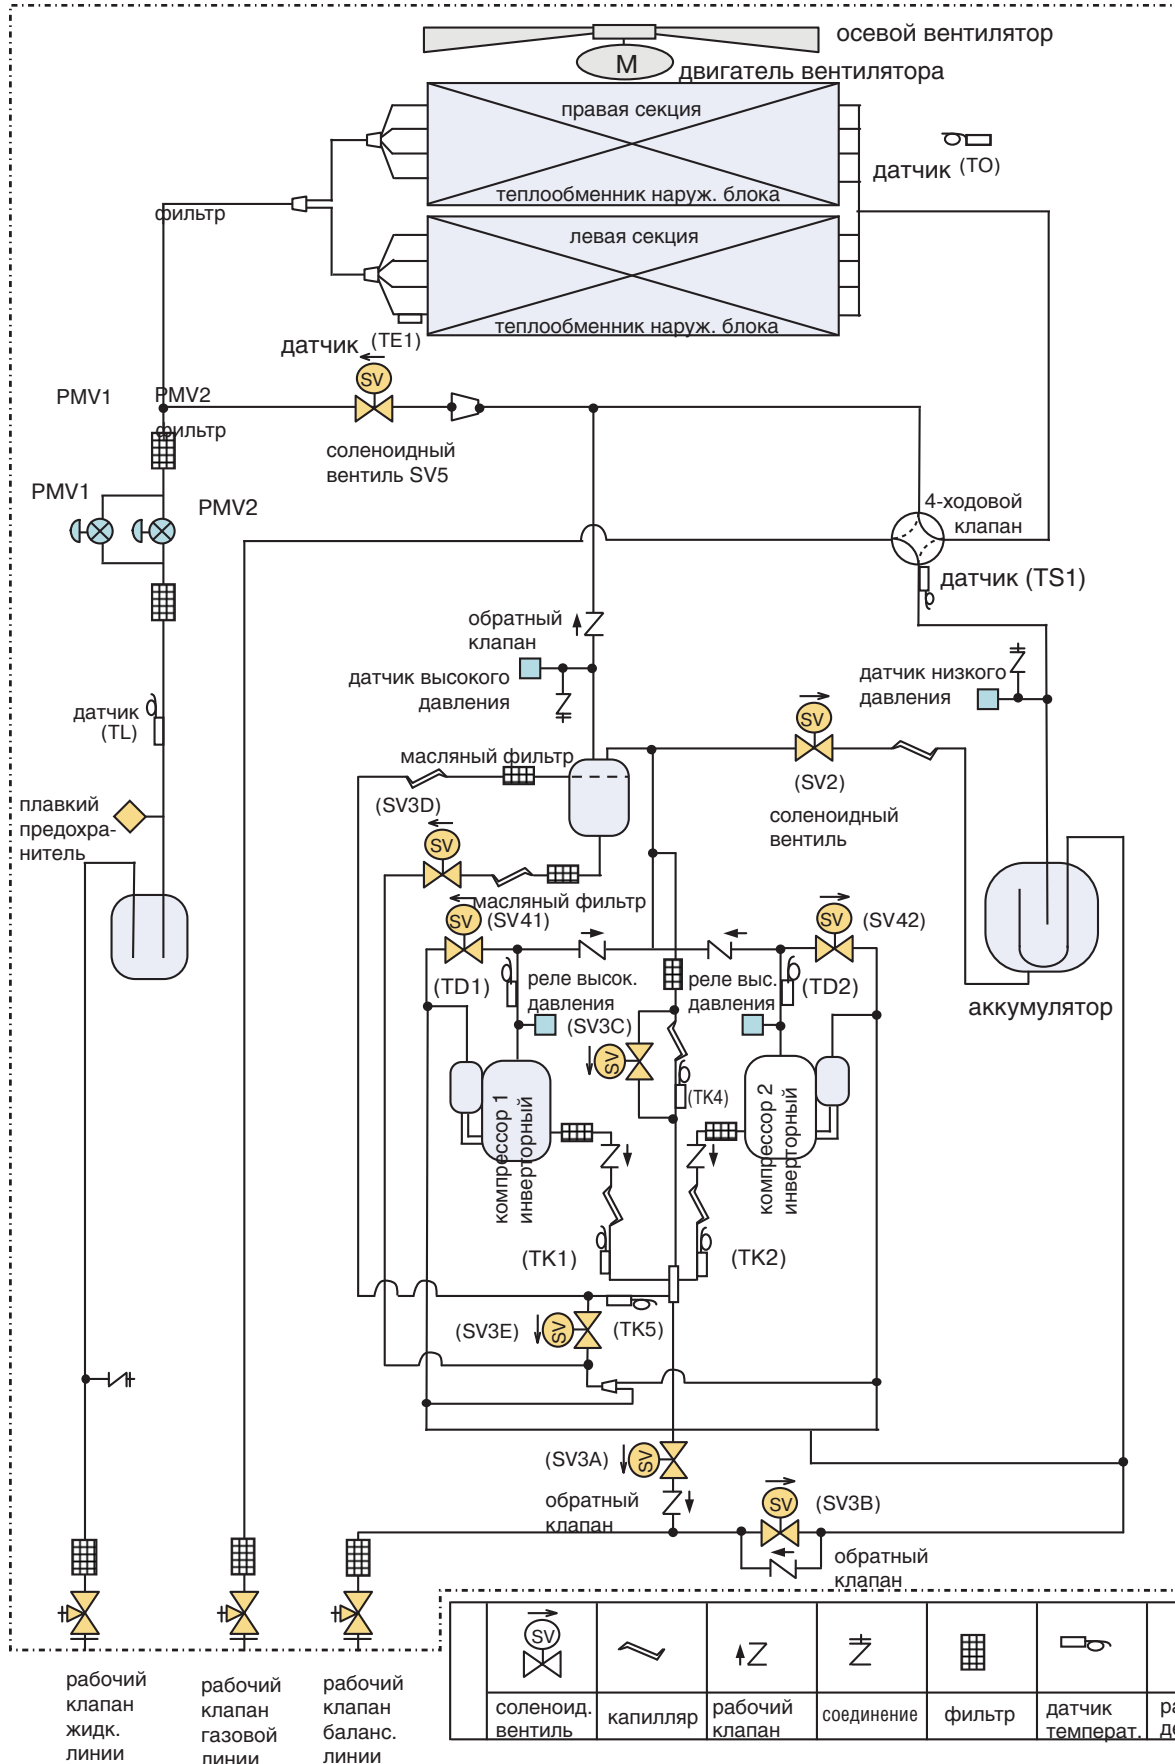 осевой вентилятор
M
двигатель вентилятора
правая секция
теплообменник наруж. блока
датчик (TO)
фильтр
левая секция
теплообменник наруж. блока
датчик (TE1)
SV
PMV1
PMV2
фильтр
соленоидный
вентиль SV5
PMV1
PMV2
4-ходовой
клапан
датчик (TS1)
обратный
клапан
датчик высокого
давления
датчик низкого
давления
датчик
(TL)
SV
(SV2)
соленоидный
вентиль
масляный фильтр
(SV3D)
SV
плавкий
предохра-
нитель
масляный фильтр
SV
(SV41)
SV
(SV42)
(TD1)
реле высок.
давления
реле выс.
давления
(TD2)
аккумулятор
(SV3C)
SV
(TK4)
компрессор 1
инверторный
компрессор 2
инверторный
(TK1)
(TK2)
(SV3E)
SV
(TK5)
(SV3A)
SV
обратный
клапан
SV
(SV3B)
обратный
клапан
рабочий
клапан
жидк.
линии
рабочий
клапан
газовой
линии
рабочий
клапан
баланс.
линии
SV
соленоид.
вентиль
капилляр
рабочий
клапан
соединение
фильтр
датчик
температ.